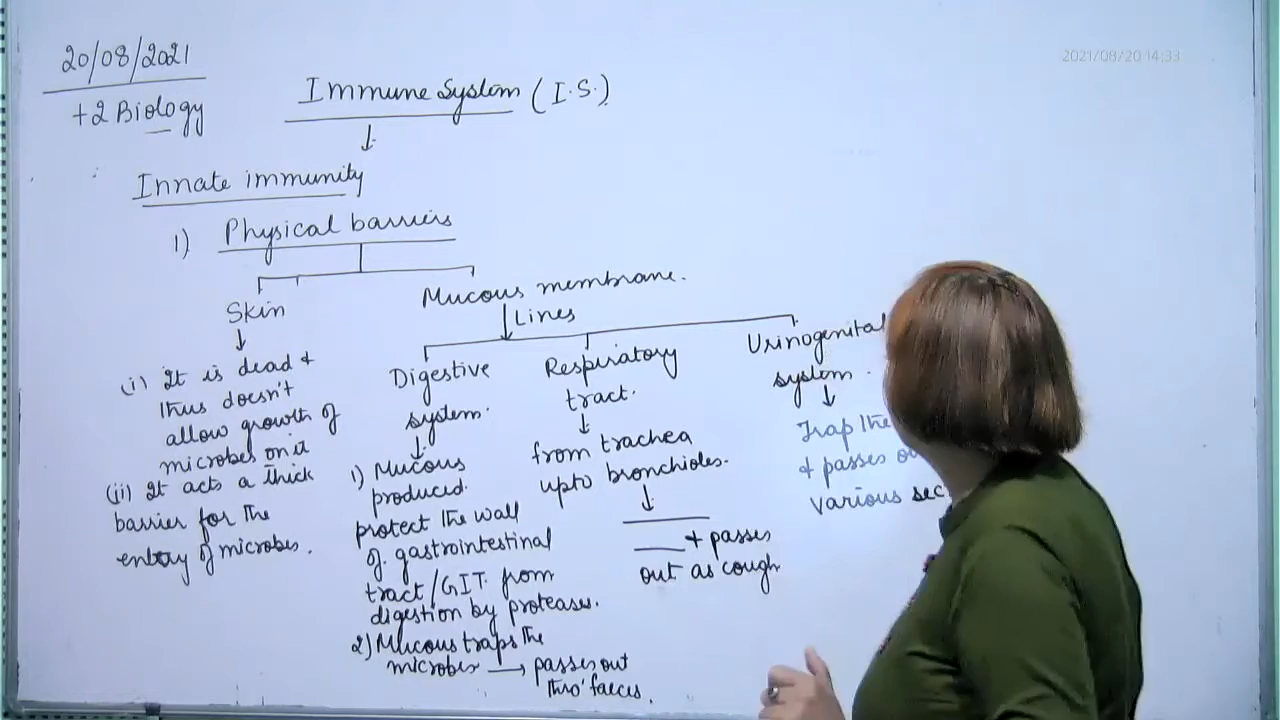 20/08/2021
2021/08/20 14:33
+2 Biology
Immune System (I.S.)
Innate immunity
1) Physical barriers
Skin
(i) It is dead +
thus doesn't
allow growth of
microbes on it
(ii) It acts a thick
barrier for the
entry of microbes.
Mucous membrane.
Lines
Digestive
system.
1) Mucous
produced.
protect the wall
of gastrointestinal
tract/GIT from
digestion by proteases.
2) Mucous traps the
microbes → passes out
thro' faeces.
Respiratory
tract.
from trachea
upto bronchioles.
+ passes
out as cough
Urinogenital
system.
Trap the
+ passes
various